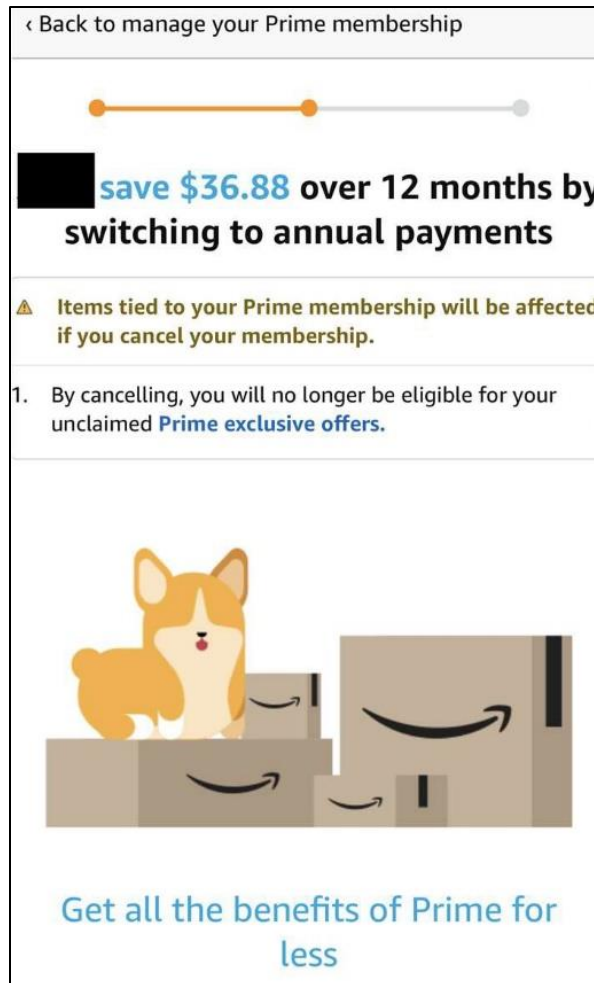 ‹ Back to manage your Prime membership
save $36.88 over 12 months by
switching to annual payments
⚠ Items tied to your Prime membership will be affected
if you cancel your membership.
1. By cancelling, you will no longer be eligible for your
unclaimed Prime exclusive offers.
Get all the benefits of Prime for
less